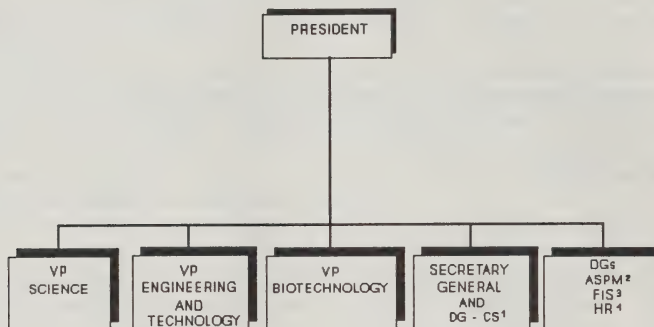 PRESIDENT
VP
SCIENCE
VP
ENGINEERING
AND
TECHNOLOGY
VP
BIOTECHNOLOGY
SECRETARY
GENERAL
AND
DG - CS¹
DGs
ASPM²
FIS³
HR⁴